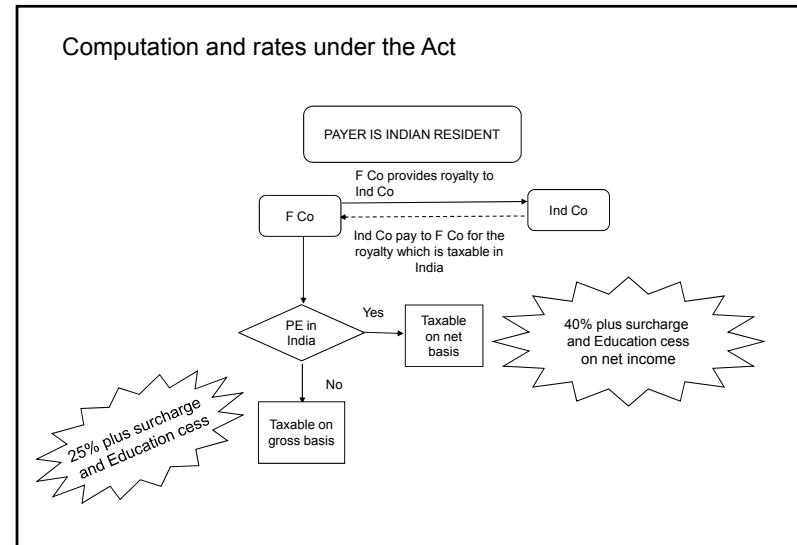 Computation and rates under the Act
PAYER IS INDIAN RESIDENT
F Co provides royalty to
Ind Co
F Co
Ind Co
Ind Co pay to F Co for the
royalty which is taxable in
India
PE in
India
Yes
Taxable
on net
basis
40% plus surcharge
and Education cess
on net income
No
Taxable on
gross basis
25% plus surcharge
and Education cess